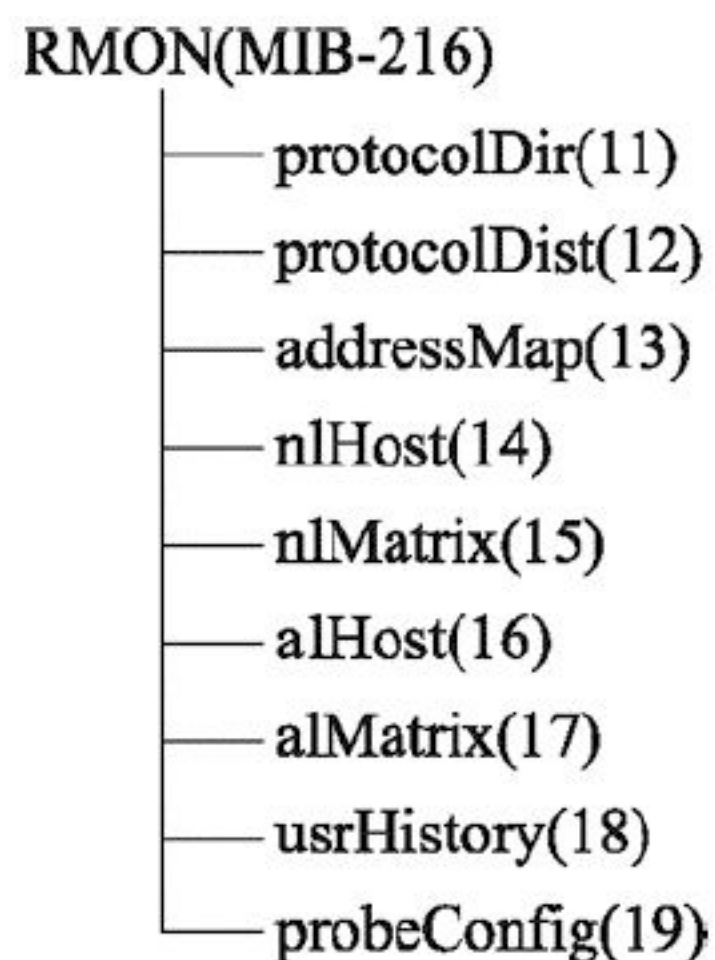 RMON(MIB-216)
protocolDir(11)
protocolDist(12)
addressMap(13)
nlHost(14)
nlMatrix(15)
alHost(16)
alMatrix(17)
usrHistory(18)
probeConfig(19)